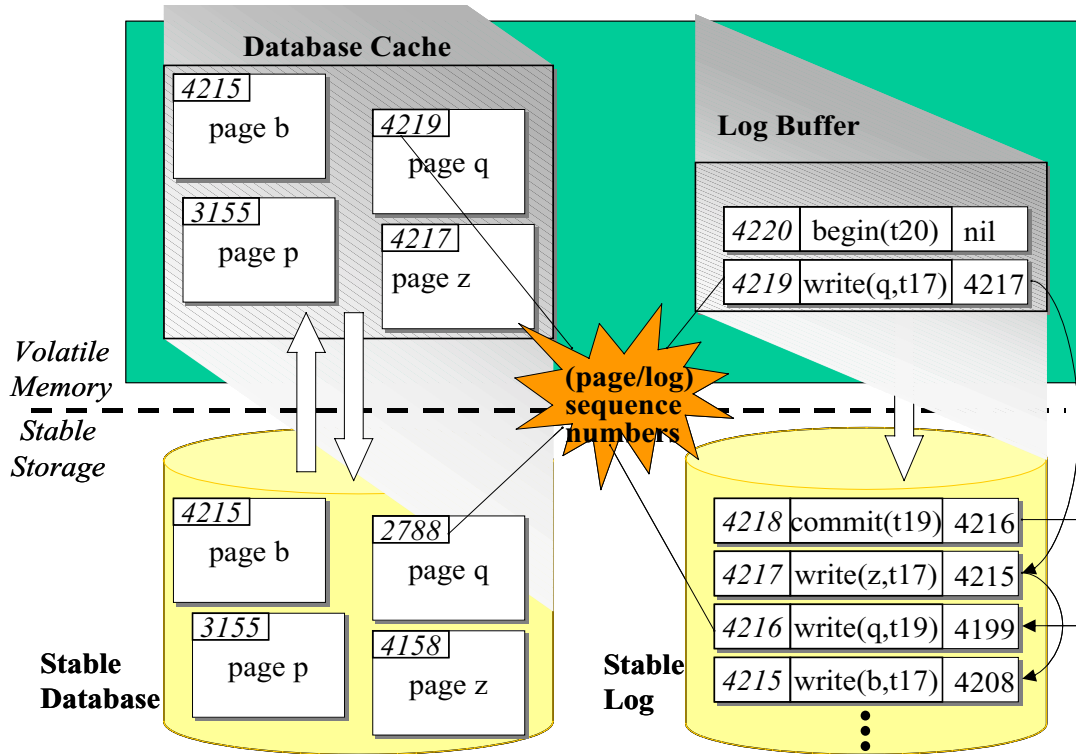 Database Cache
4215
page b
4219
page q
3155
page p
4217
page z
Log Buffer
4220 begin(t20) nil
4219 write(q,t17) 4217
Volatile
Memory
(page/log)
sequence
numbers
Stable
Storage
4215
page b
2788
page q
3155
page p
4158
page z
Stable
Database
4218 commit(t19) 4216
4217 write(z,t17) 4215
4216 write(q,t19) 4199
4215 write(b,t17) 4208
Stable
Log